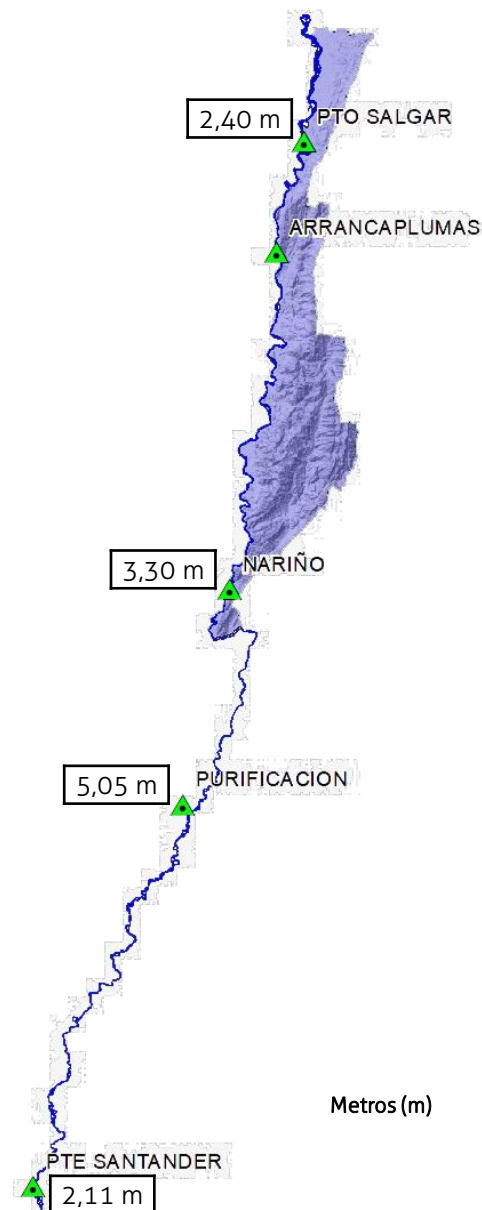 2,40 m
PTO SALGAR
ARRANCAPLUMAS
3,30 m
NARIÑO
5,05 m
PURIFICACION
Metros (m)
PTE SANTANDER
2,11 m